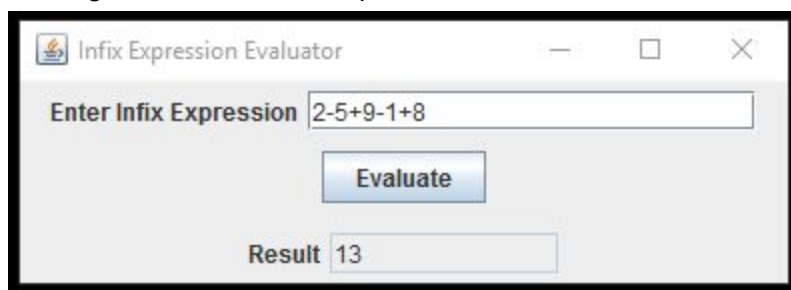 Infix Expression Evaluator
Enter Infix Expression 2-5+9-1+8
Evaluate
Result 13